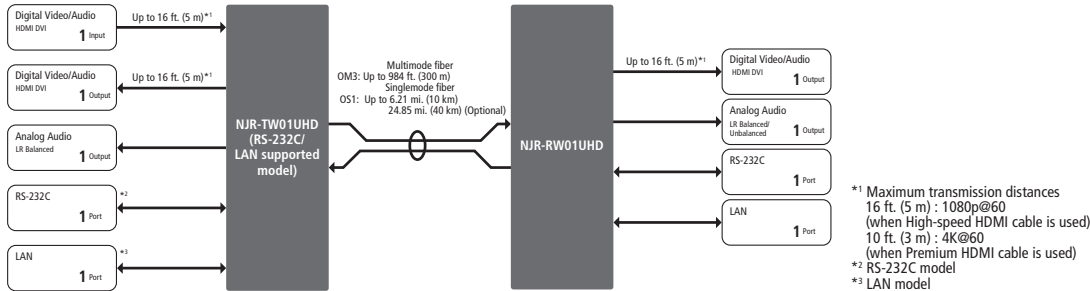 Digital Video/Audio
HDMI DVI
1 Input
Up to 16 ft. (5 m)*1
Digital Video/Audio
HDMI DVI
1 Output
Up to 16 ft. (5 m)*1
Analog Audio
LR Balanced
1 Output
RS-232C
1 Port
*2
LAN
1 Port
*3
NJR-TW01UHD
(RS-232C/
LAN supported
model)
Multimode fiber
OM3: Up to 984 ft. (300 m)
Singlemode fiber
OS1: Up to 6.21 mi. (10 km)
24.85 mi. (40 km) (Optional)
NJR-RW01UHD
Up to 16 ft. (5 m)*1
Digital Video/Audio
HDMI DVI
1 Output
Analog Audio
LR Balanced/
Unbalanced
1 Output
RS-232C
1 Port
LAN
1 Port
*1 Maximum transmission distances
16 ft. (5 m) : 1080p@60
(when High-speed HDMI cable is used)
10 ft. (3 m) : 4K@60
(when Premium HDMI cable is used)
*2 RS-232C model
*3 LAN model